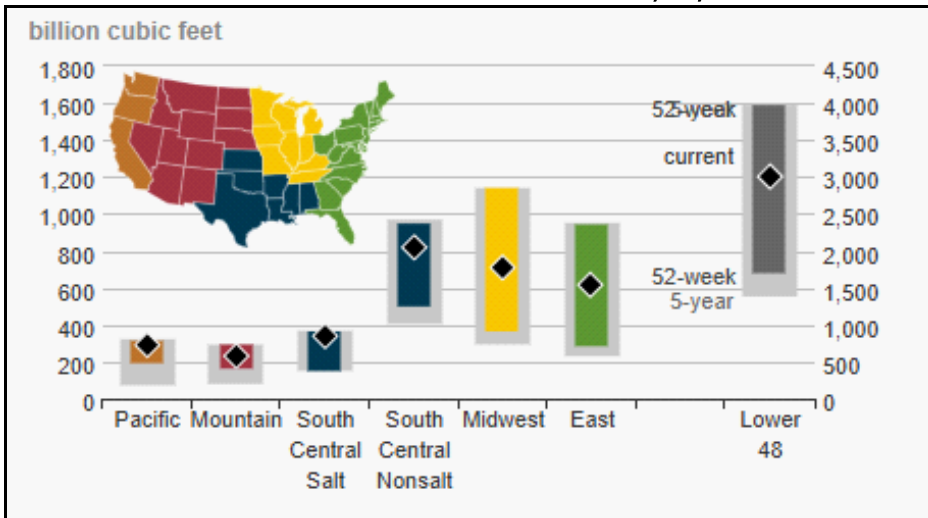 billion cubic feet
1,800
1,600
1,400
1,200
1,000
800
600
400
200
0
4,500
4,000
3,500
3,000
2,500
2,000
1,500
1,000
500
0
52-week
current
52-week
5-year
Pacific
Mountain
South
Central
Salt
South
Central
Nonsalt
Midwest
East
Lower
48